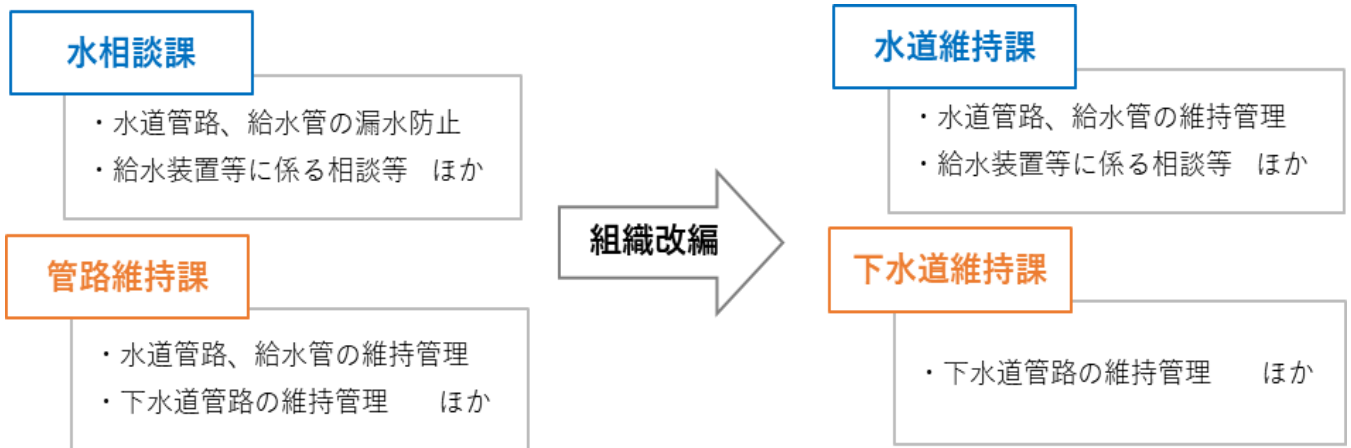 水相談課
・水道管路、給水管の漏水防止
・給水装置等に係る相談等　ほか
管路維持課
・水道管路、給水管の維持管理
・下水道管路の維持管理　　ほか
組織改編
水道維持課
・水道管路、給水管の維持管理
・給水装置等に係る相談等　ほか
下水道維持課
・下水道管路の維持管理　　ほか